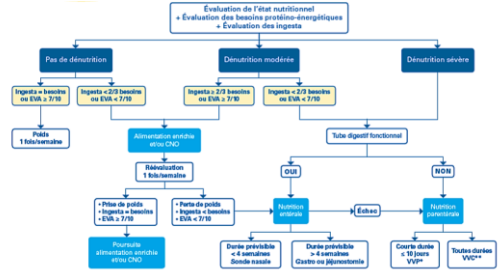 Évaluation de l'état nutritionnel
+ Évaluation des besoins protéino-énergétiques
+ Évaluation des ingesta
Pas de dénutrition
Dénutrition modérée
Dénutrition sévère
Ingesta = besoins
ou EVA ≥ 7/10
Ingesta < 2/3 besoins
ou EVA < 7/10
Ingesta ≥ 2/3 besoins
ou EVA ≥ 7/10
Ingesta < 2/3 besoins
ou EVA < 7/10
Poids
1 fois/semaine
Alimentation enrichie
et/ou CNO
Tube digestif fonctionnel
Réévaluation
1 fois/semaine
OUI
NON
• Prise de poids
• Ingesta = besoins
• EVA ≥ 7/10
• Perte de poids
• Ingesta < besoins
• EVA < 7/10
Nutrition
entérale
Échec
Nutrition
parentérale
Poursuite
alimentation enrichie
et/ou CNO
Durée prévisible
< 4 semaines
Sonde nasale
Durée prévisible
> 4 semaines
Gastro ou jéjunostomie
Courte durée
≤ 10 jours
VVP*
Toutes durées
VVC**